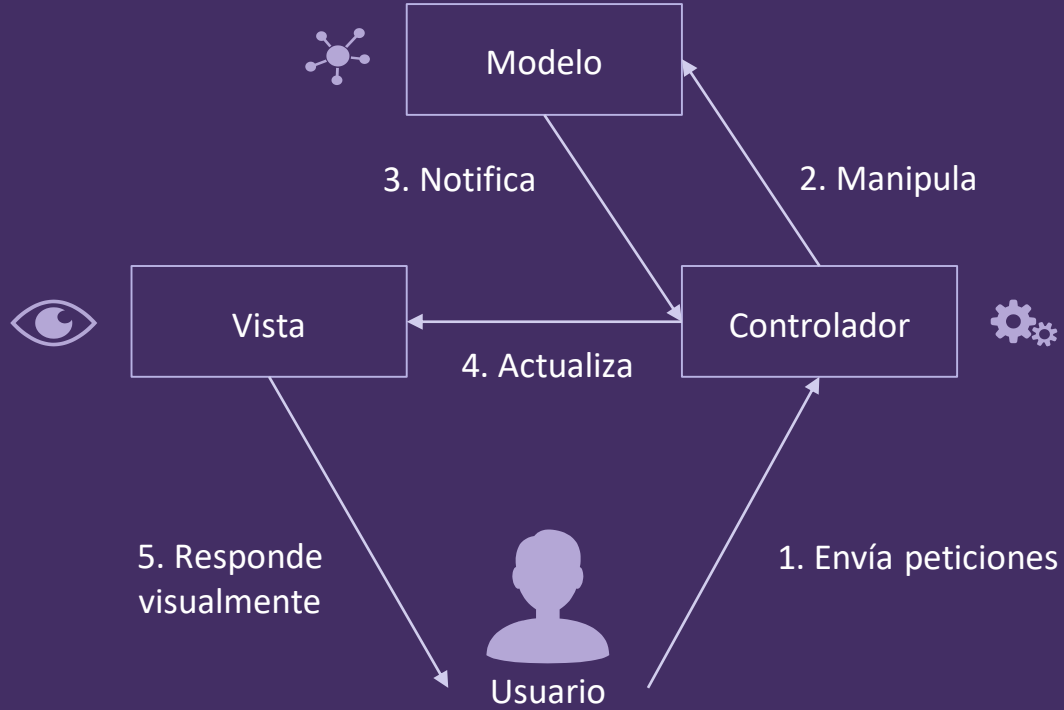 Modelo
3. Notifica
2. Manipula
Vista
Controlador
4. Actualiza
5. Responde
visualmente
1. Envía peticiones
Usuario